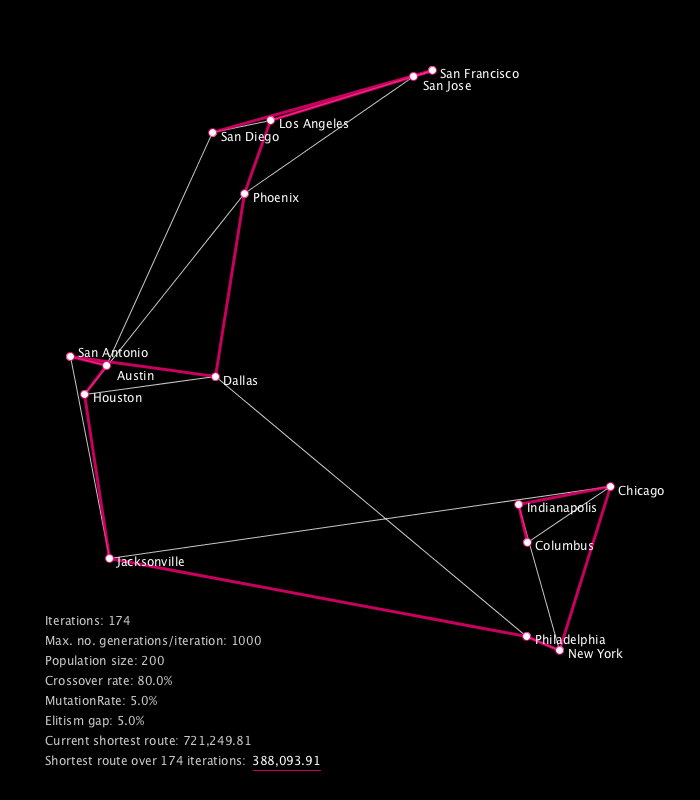 San Francisco
San Jose
Los Angeles
San Diego
Phoenix
San Antonio
Austin
Dallas
Houston
Chicago
Indianapolis
Columbus
Jacksonville
Philadelphia
New York
Iterations: 174
Max. no. generations/iteration: 1000
Population size: 200
Crossover rate: 80.0%
MutationRate: 5.0%
Elitism gap: 5.0%
Current shortest route: 721,249.81
Shortest route over 174 iterations: 388,093.91